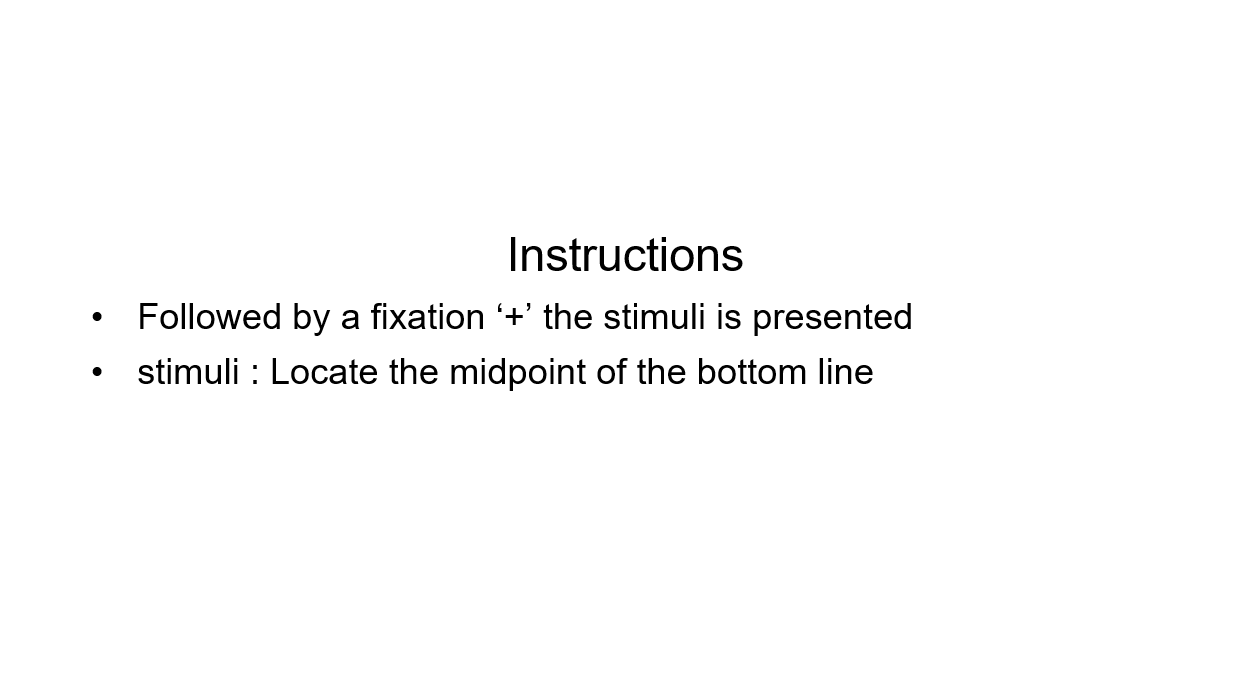 Instructions
• Followed by a fixation ‘+’ the stimuli is presented
• stimuli : Locate the midpoint of the bottom line